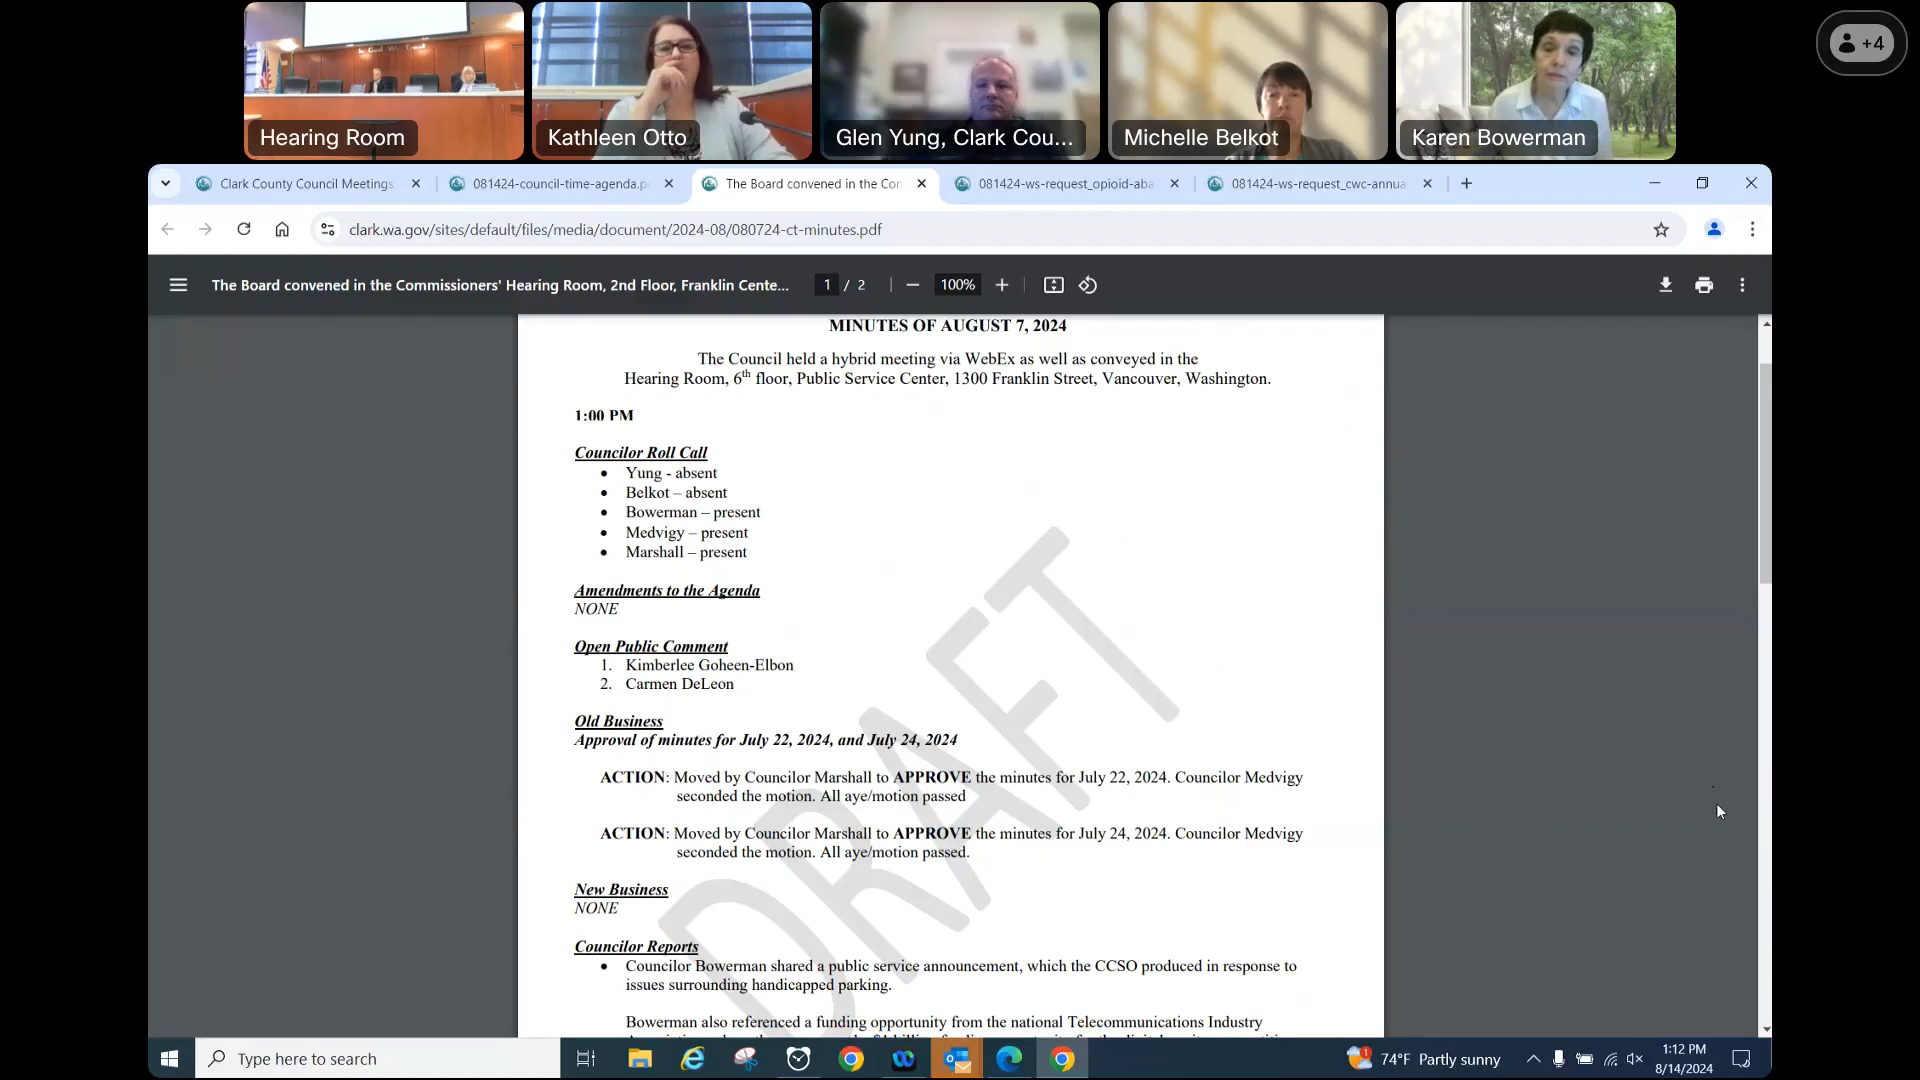 In God We Trust
Hearing Room
Kathleen Otto
Glen Yung, Clark Cou...
Michelle Belkot
Karen Bowerman
+4
Clark County Council Meetings
081424-council-time-agenda.p
The Board convened in the Con
081424-ws-request_opioid-aba
081424-ws-request_cwc-annua
clark.wa.gov/sites/default/files/media/document/2024-08/080724-ct-minutes.pdf
The Board convened in the Commissioners' Hearing Room, 2nd Floor, Franklin Cente...
1 / 2
100%
MINUTES OF AUGUST 7, 2024
The Council held a hybrid meeting via WebEx as well as conveyed in the
Hearing Room, 6th floor, Public Service Center, 1300 Franklin Street, Vancouver, Washington.
1:00 PM
Councilor Roll Call
• Yung - absent
• Belkot – absent
• Bowerman – present
• Medvigy – present
• Marshall – present
Amendments to the Agenda
NONE
Open Public Comment
1. Kimberlee Goheen-Elbon
2. Carmen DeLeon
Old Business
Approval of minutes for July 22, 2024, and July 24, 2024
ACTION: Moved by Councilor Marshall to APPROVE the minutes for July 22, 2024. Councilor Medvigy
seconded the motion. All aye/motion passed
ACTION: Moved by Councilor Marshall to APPROVE the minutes for July 24, 2024. Councilor Medvigy
seconded the motion. All aye/motion passed.
New Business
NONE
Councilor Reports
• Councilor Bowerman shared a public service announcement, which the CCSO produced in response to
issues surrounding handicapped parking.
Bowerman also referenced a funding opportunity from the national Telecommunications Industry
DRAFT
Type here to search
74°F Partly sunny
1:12 PM
8/14/2024